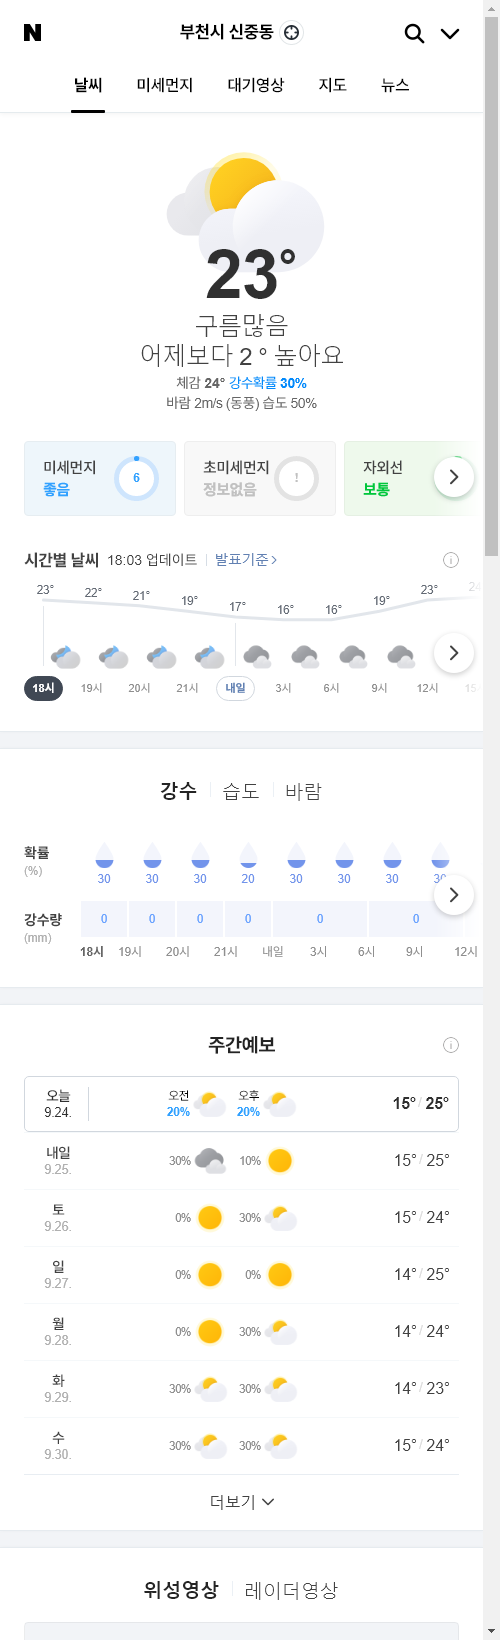 N
부천시 신중동
날씨 미세먼지 대기영상 지도 뉴스
23°
구름많음
어제보다 2 ° 높아요
체감 24° 강수확률 30%
바람 2m/s (동풍) 습도 50%
미세먼지 좋음 6
초미세먼지 정보없음 !
자외선 보통
시간별 날씨 18:03 업데이트 발표기준
23° 22° 21° 19° 17° 16° 16° 19° 23° 24
18시 19시 20시 21시 내일 3시 6시 9시 12시 15
강수 습도 바람
확률 (%)
30 30 30 20 30 30 30 30
강수량 (mm)
0 0 0 0 0 0
18시 19시 20시 21시 내일 3시 6시 9시 12시
주간예보
오늘 9.24. 오전 20% 오후 20% 15° / 25°
내일 9.25. 30% 10% 15° / 25°
토 9.26. 0% 30% 15° / 24°
일 9.27. 0% 0% 14° / 25°
월 9.28. 0% 30% 14° / 24°
화 9.29. 30% 30% 14° / 23°
수 9.30. 30% 30% 15° / 24°
더보기
위성영상 레이더영상